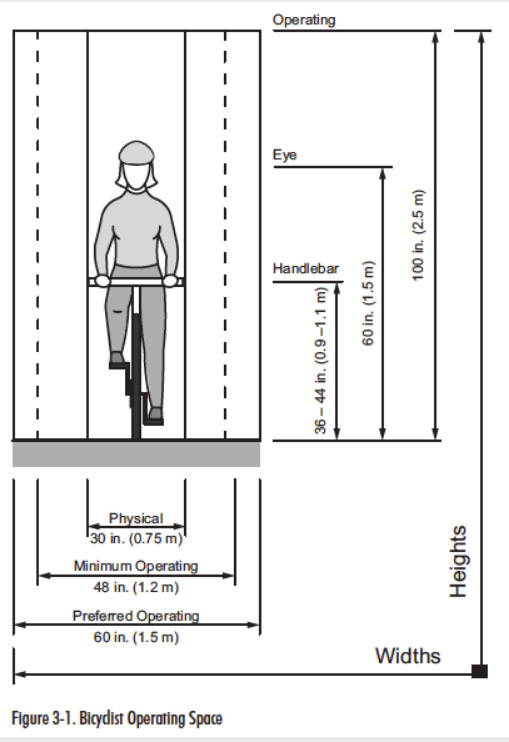 Operating
Eye
Handlebar
36 – 44 in. (0.9 –1.1 m)
60 in. (1.5 m)
100 in. (2.5 m)
Physical
30 in. (0.75 m)
Minimum Operating
48 in. (1.2 m)
Preferred Operating
60 in. (1.5 m)
Heights
Widths
Figure 3-1. Bicyclist Operating Space